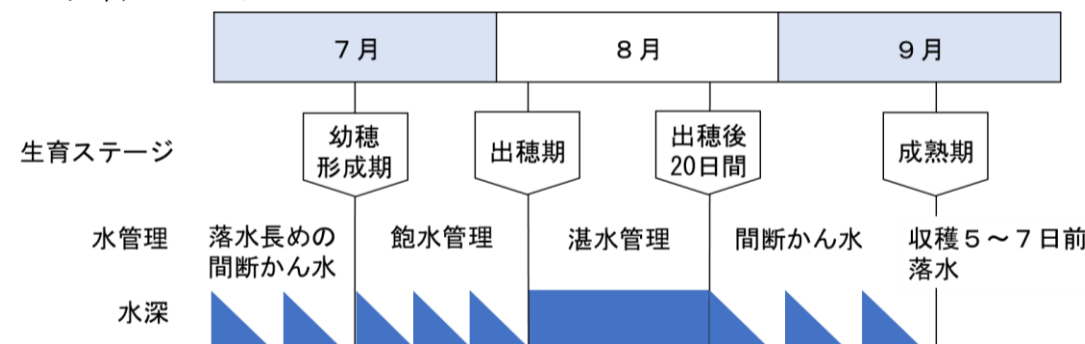 ７月
８月
９月
生育ステージ
幼穂
形成期
出穂期
出穂後
20日間
成熟期
水管理
落水長めの
間断かん水
飽水管理
湛水管理
間断かん水
収穫５～７日前
落水
水深